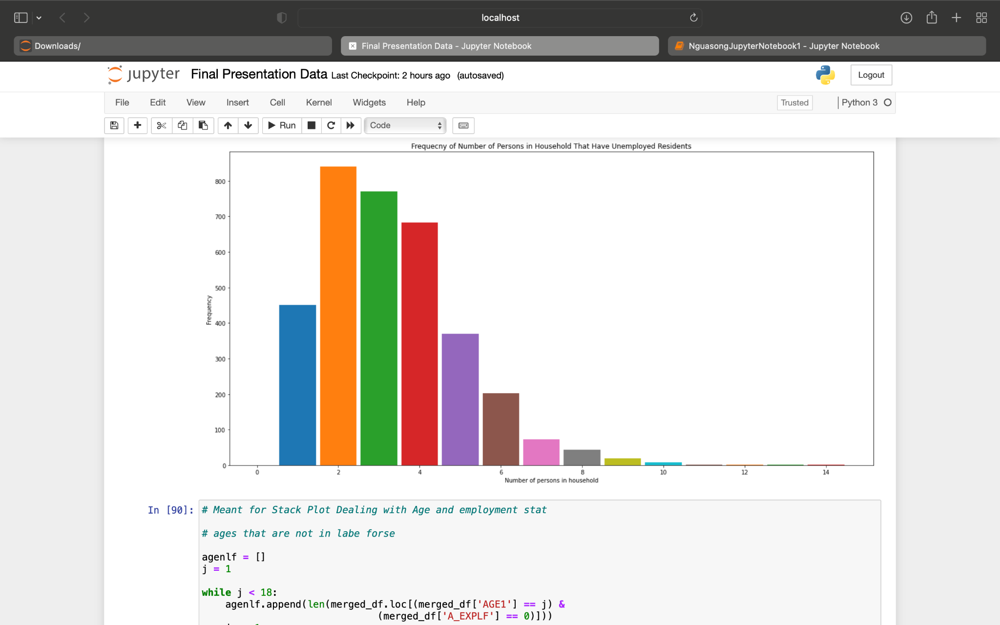 localhost
Downloads/
Final Presentation Data - Jupyter Notebook
NguasongJupyterNotebook1 - Jupyter Notebook
jupyter Final Presentation Data Last Checkpoint: 2 hours ago (autosaved)
Logout
File Edit View Insert Cell Kernel Widgets Help
Trusted
Python 3
Run
Code
Frequecny of Number of Persons in Household That Have Unemployed Residents
800
700
600
500
400
300
200
100
0
Frequency
0 2 4 6 8 10 12 14
Number of persons in household
In [90]:
# Meant for Stack Plot Dealing with Age and employment stat
# ages that are not in labe forse
agenlf = []
j = 1
while j < 18:
agenlf.append(len(merged_df.loc[(merged_df['AGE1'] == j) &
(merged_df['A_EXPLF'] == 0)]))